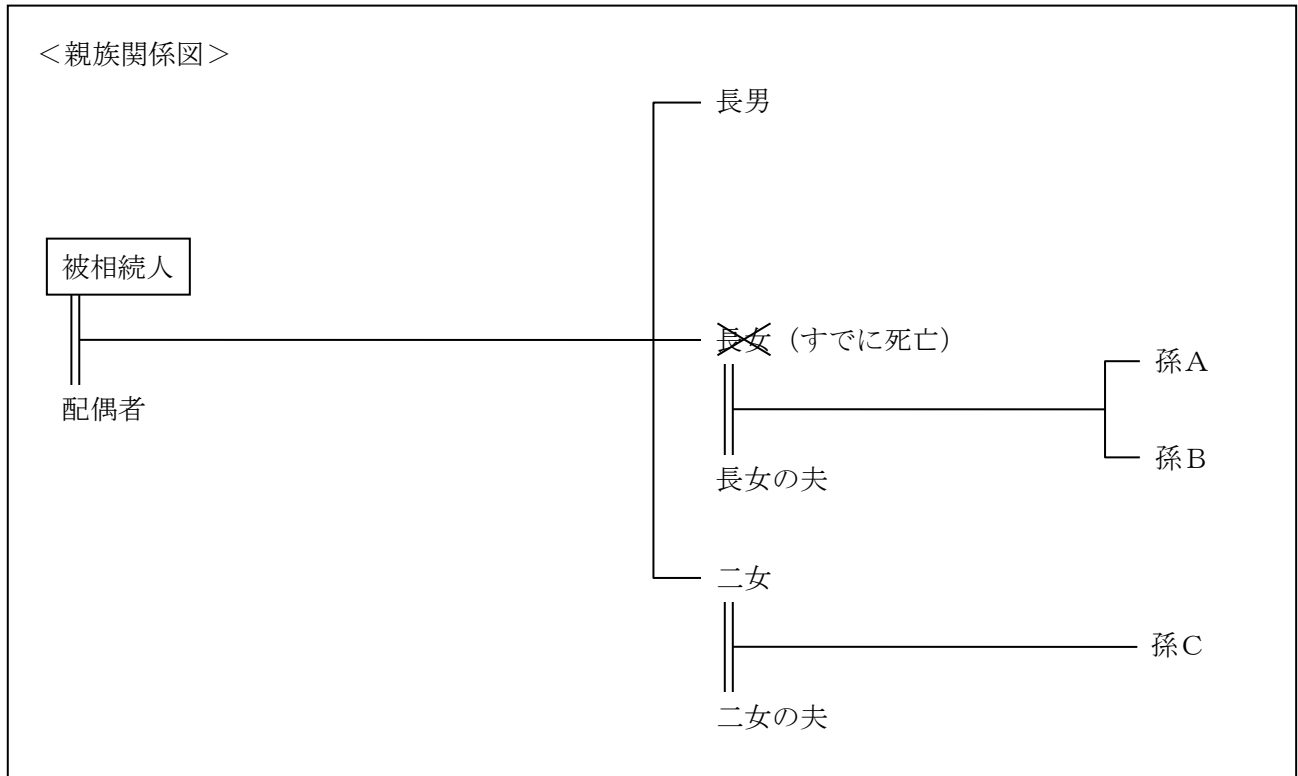 ＜親族関係図＞
長男
被相続人
長女（すでに死亡）
孫Ａ
配偶者
孫Ｂ
長女の夫
二女
孫Ｃ
二女の夫